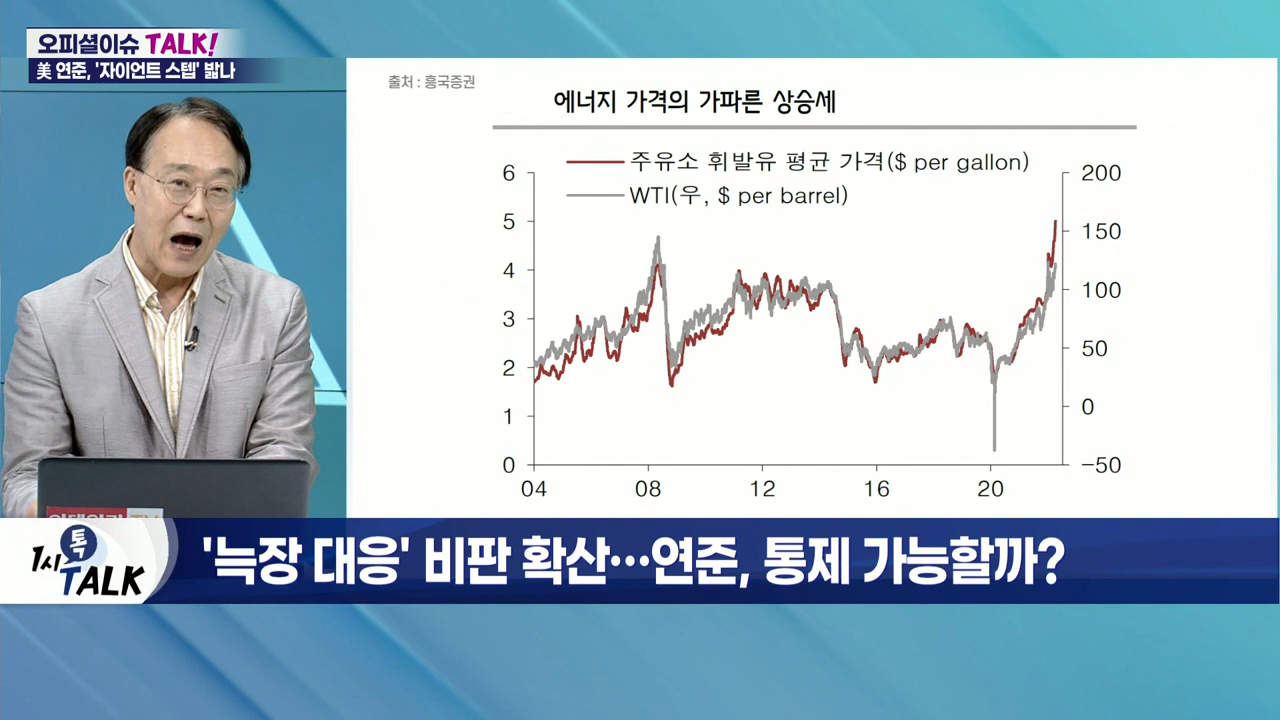 오피셜이슈 TALK!
美 연준, '자이언트 스텝' 밟나
출처 : 흥국증권
에너지 가격의 가파른 상승세
주유소 휘발유 평균 가격($ per gallon)
WTI(우, $ per barrel)
6
5
4
3
2
1
0
200
150
100
50
0
-50
04
08
12
16
20
1시 톡 TALK
'늑장 대응' 비판 확산…연준, 통제 가능할까?